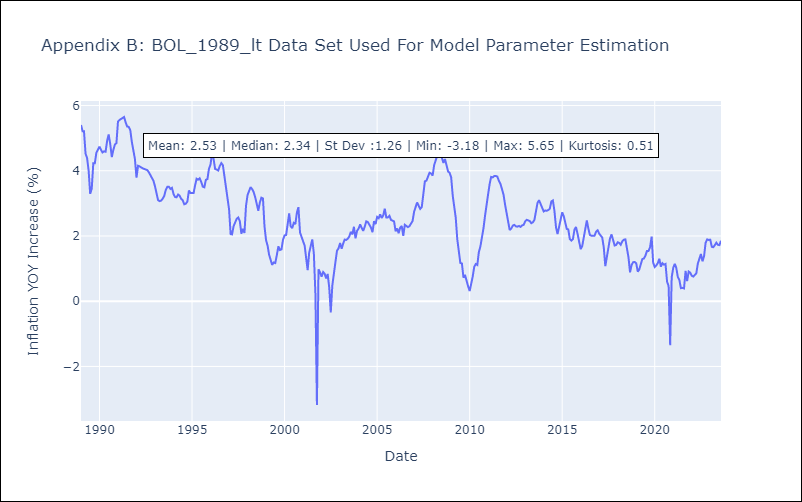 Appendix B: BOL_1989_lt Data Set Used For Model Parameter Estimation
6
Mean: 2.53 | Median: 2.34 | St Dev :1.26 | Min: -3.18 | Max: 5.65 | Kurtosis: 0.51
4
2
0
−2
Inflation YOY Increase (%)
1990 1995 2000 2005 2010 2015 2020
Date